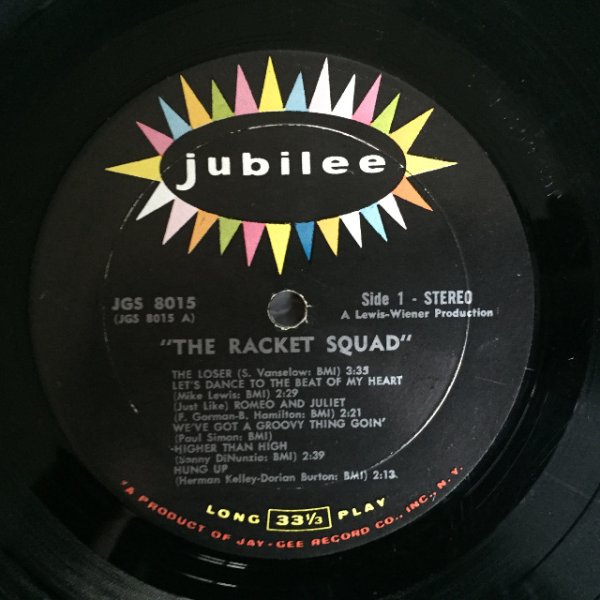 jubilee
JGS 8015
(JGS 8015 A)
Side 1 - STEREO
A Lewis-Wiener Production
"THE RACKET SQUAD"
THE LOSER (S. Vanselow: BMI) 3:35
LET'S DANCE TO THE BEAT OF MY HEART
(Mike Lewis: BMI) 2:29
(Just Like) ROMEO AND JULIET
(F. Gorman-B. Hamilton: BMI) 2:21
WE'VE GOT A GROOVY THING GOIN'
(Paul Simon: BMI)
HIGHER THAN HIGH
(Sonny DiNunzio: BMI) 2:39
HUNG UP
(Herman Kelley-Dorian Burton: BMI) 2:13
LONG 33 1/3 PLAY
A PRODUCT OF JAY-GEE RECORD CO., INC., N.Y.